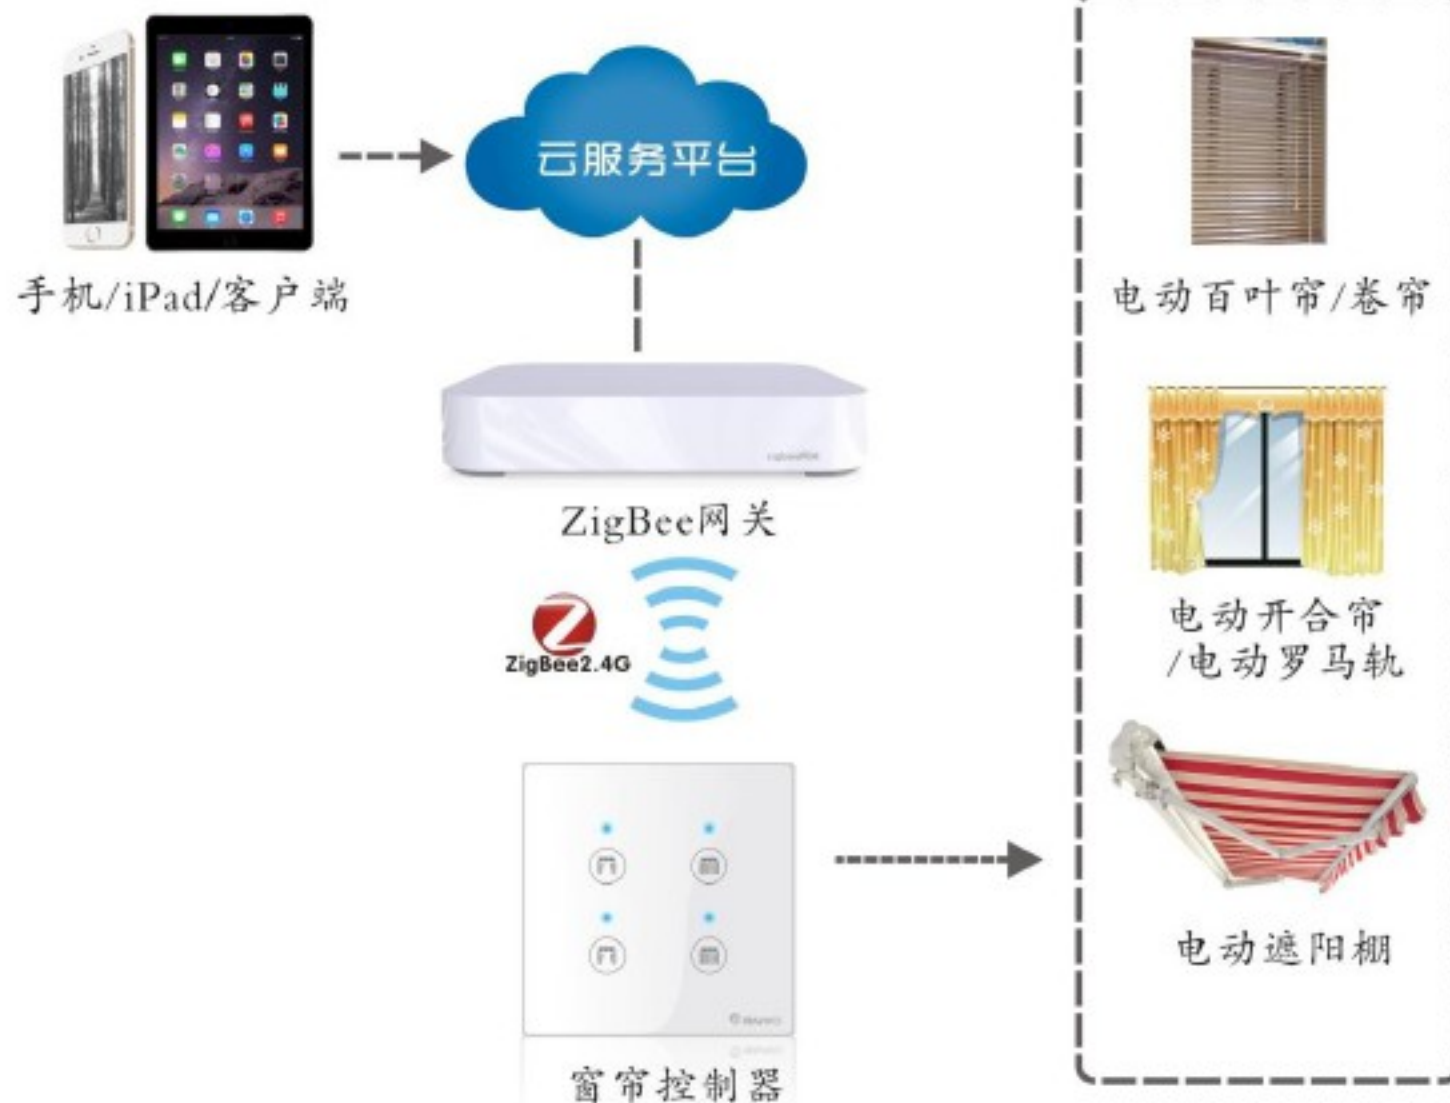 云服务平台
手机/iPad/客户端
ZigBee网关
ZigBee2.4G
窗帘控制器
电动百叶帘/卷帘
电动开合帘
/电动罗马轨
电动遮阳棚